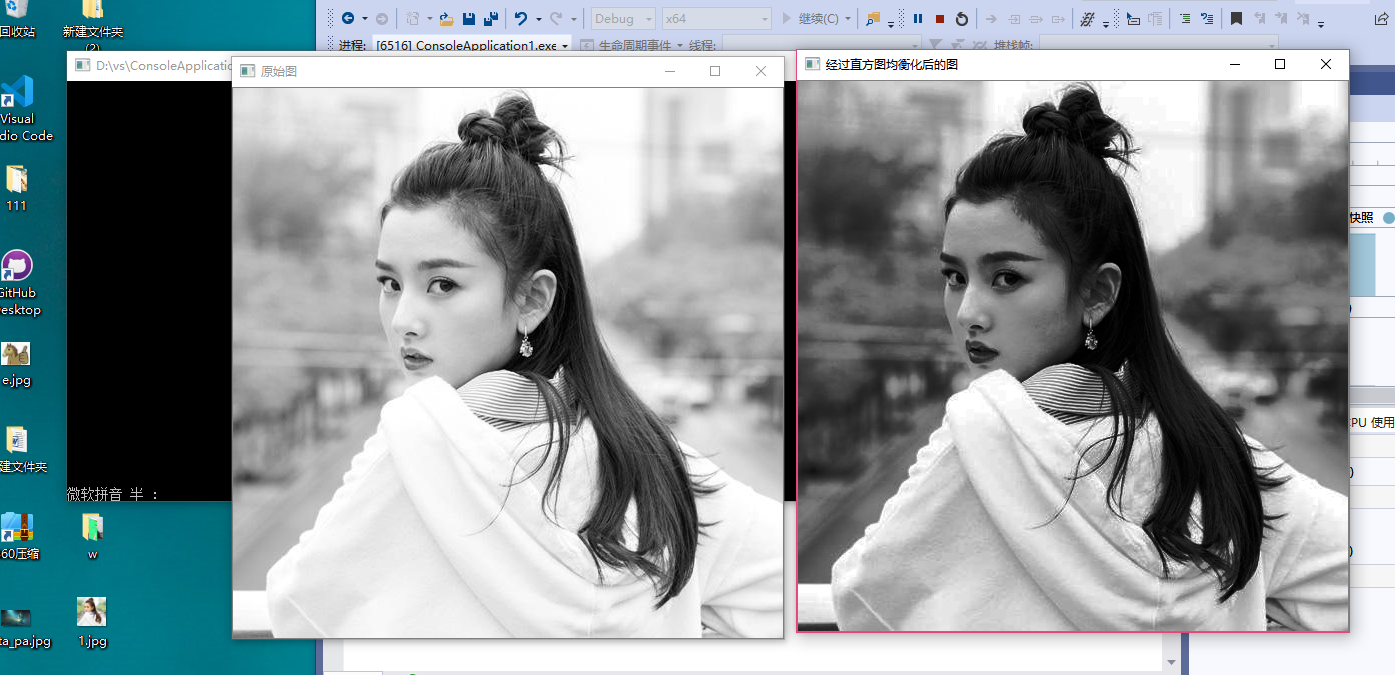 回收站
新建文件夹
(2)
Visual
dio Code
111
GitHub
esktop
e.jpg
建文件夹
60压缩
w
ta_pa.jpg
1.jpg
Debug
x64
继续(C)
进程:
[6516] ConsoleApplication1.exe
生命周期事件
线程:
堆栈帧:
D:\vs\ConsoleApplicatio
原始图
经过直方图均衡化后的图
微软拼音 半 :
快照
PU 使用